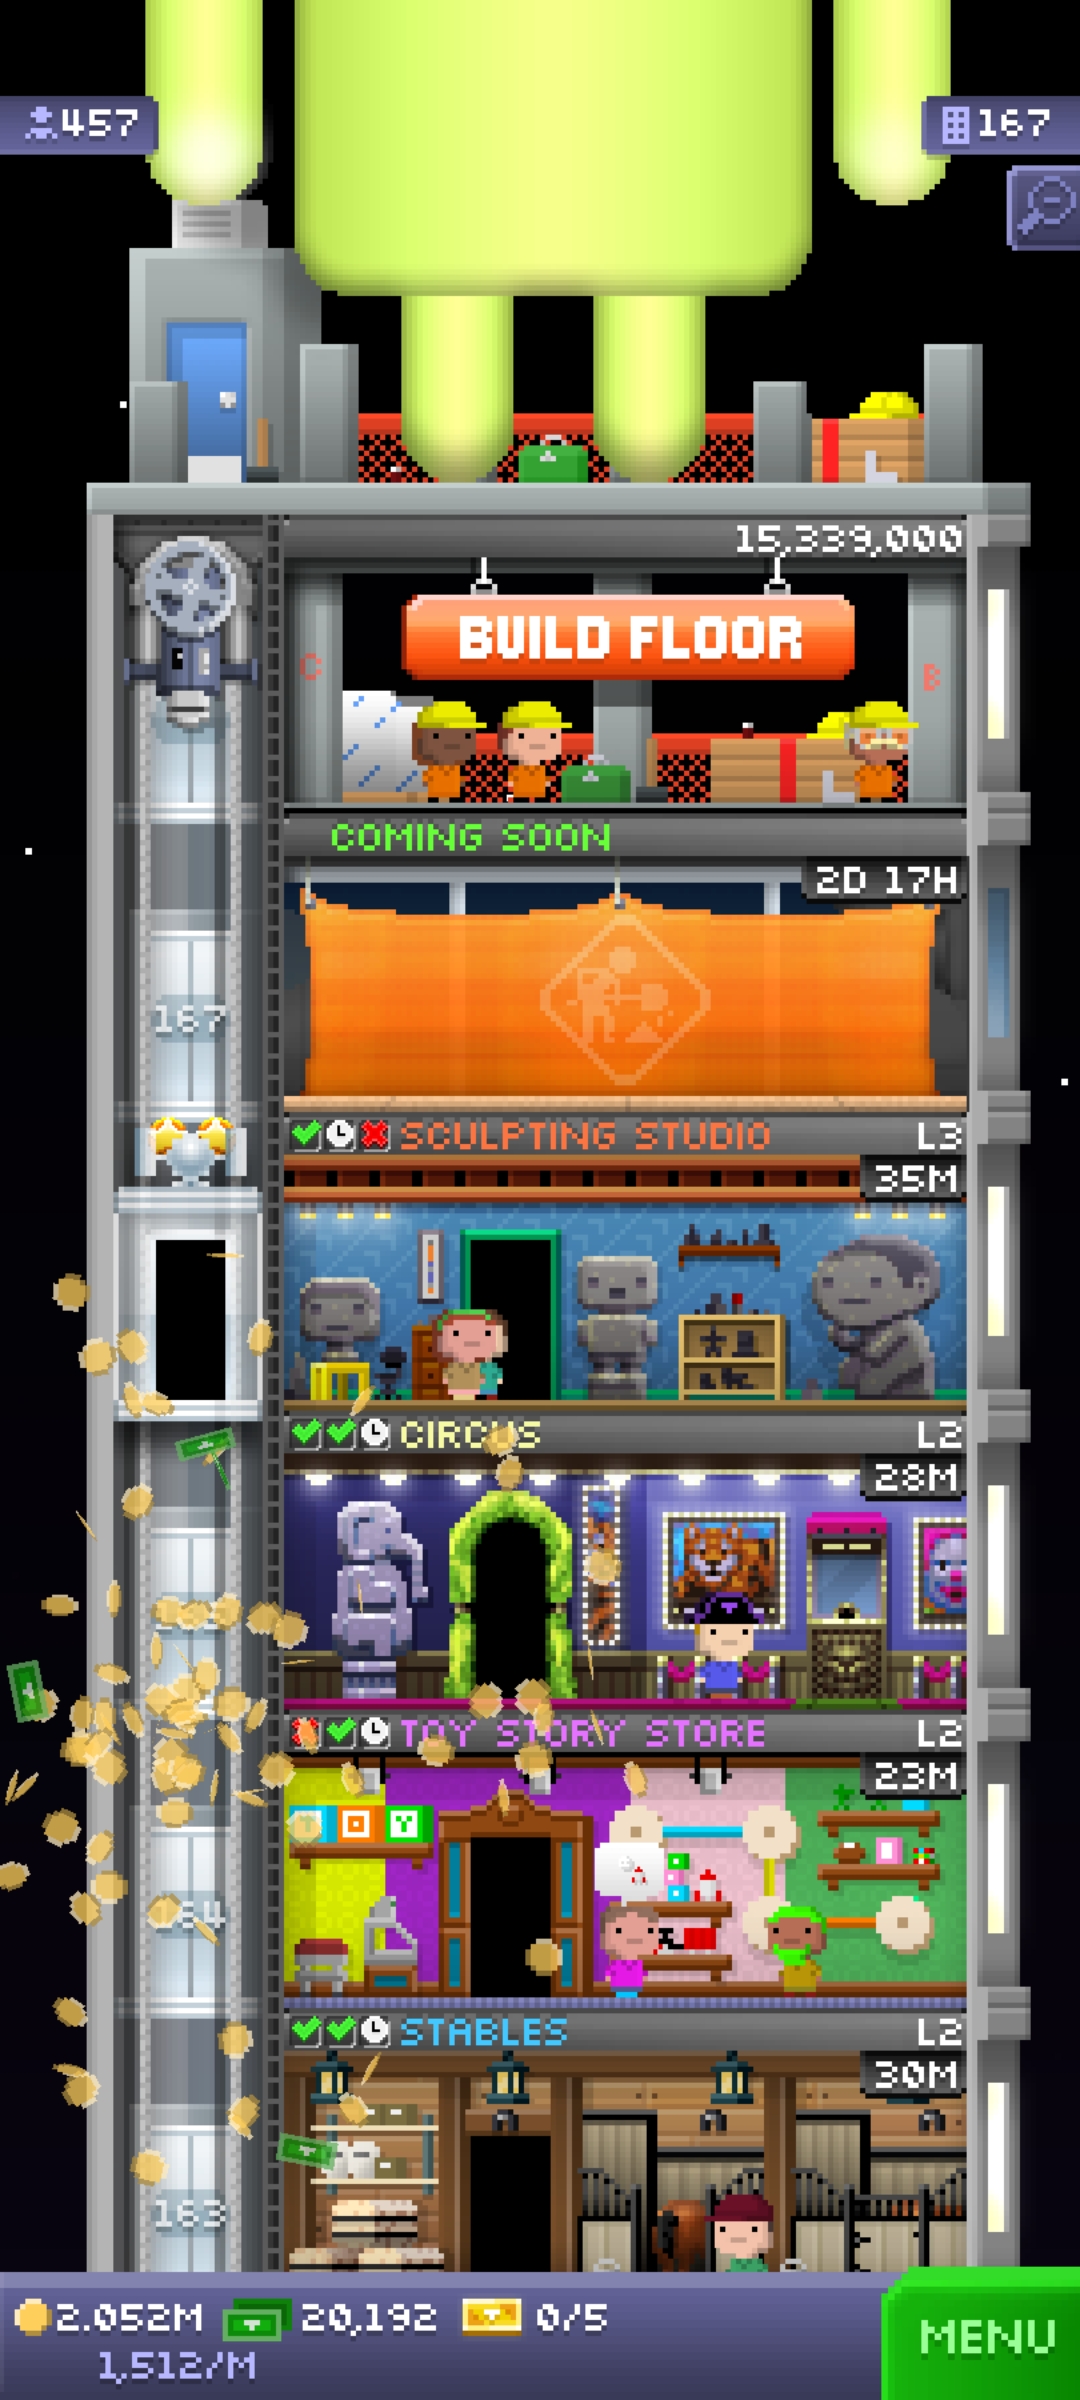 457
167
15,339,000
BUILD FLOOR
C
B
COMING SOON
2D 17H
167
SCULPTING STUDIO L3
35M
CIRCUS L2
28M
TOY STORY STORE L2
23M
T O Y
164
STABLES L2
30M
163
2.052M 20,192 0/5
1,512/M
MENU